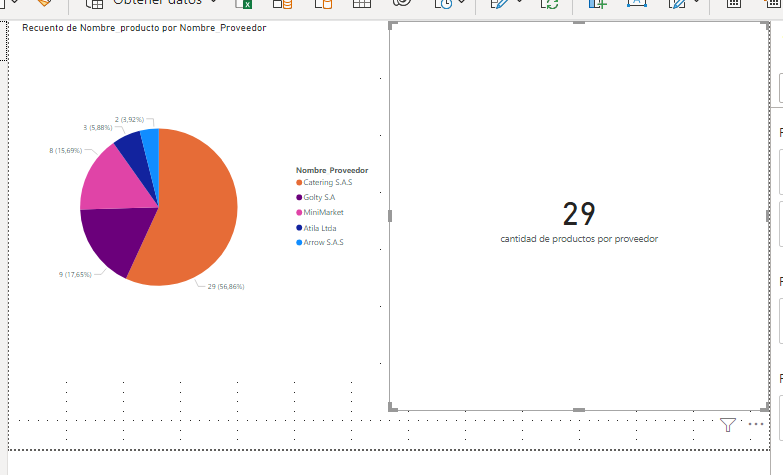 Obtener datos
Recuento de Nombre_producto por Nombre_Proveedor
2 (3,92%)
3 (5,88%)
8 (15,69%)
9 (17,65%)
29 (56,86%)
Nombre Proveedor
Catering S.A.S
Golty S.A
MiniMarket
Atila Ltda
Arrow S.A.S
29
cantidad de productos por proveedor